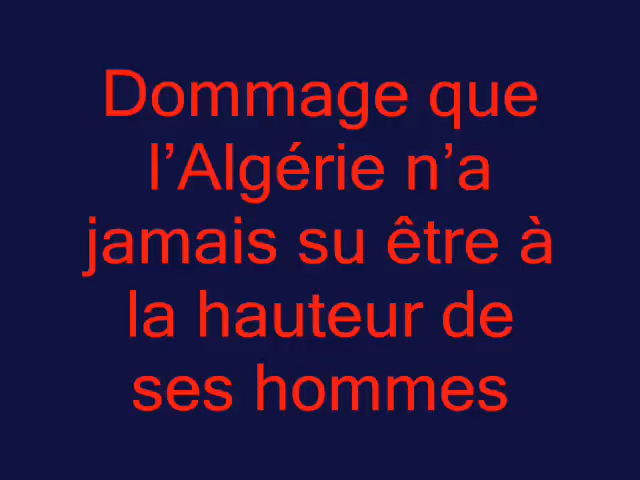 Dommage que
l’Algérie n’a
jamais su être à
la hauteur de
ses hommes